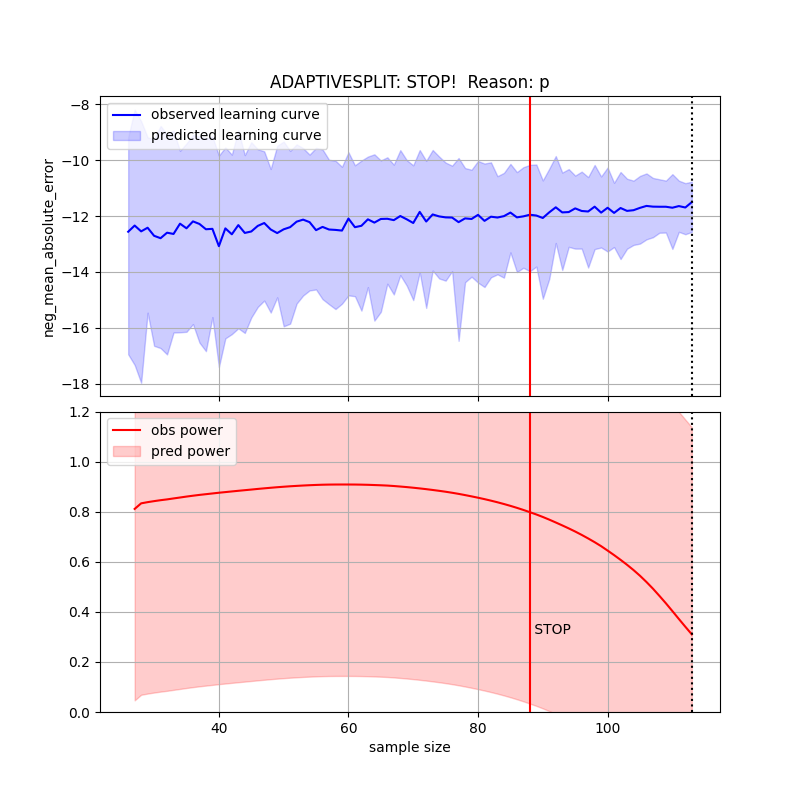 ADAPTIVESPLIT: STOP!  Reason: p
neg_mean_absolute_error
−8
−10
−12
−14
−16
−18
observed learning curve
predicted learning curve
1.2
1.0
0.8
0.6
0.4
0.2
0.0
obs power
pred power
STOP
40
60
80
100
sample size